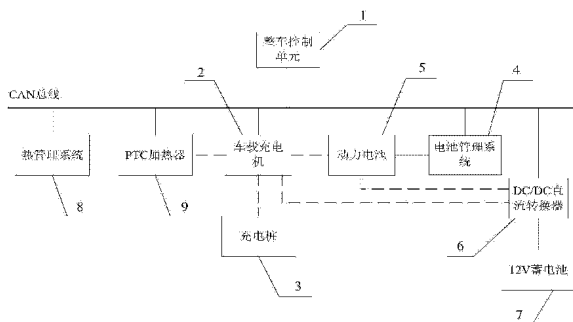 1
整车控制
单元
2
5
4
CAN总线
热管理系统
PTC加热器
车载充电
机
动力电池
电池管理系
统
8
9
充电桩
DC/DC直
流转换器
6
3
12V蓄电池
7